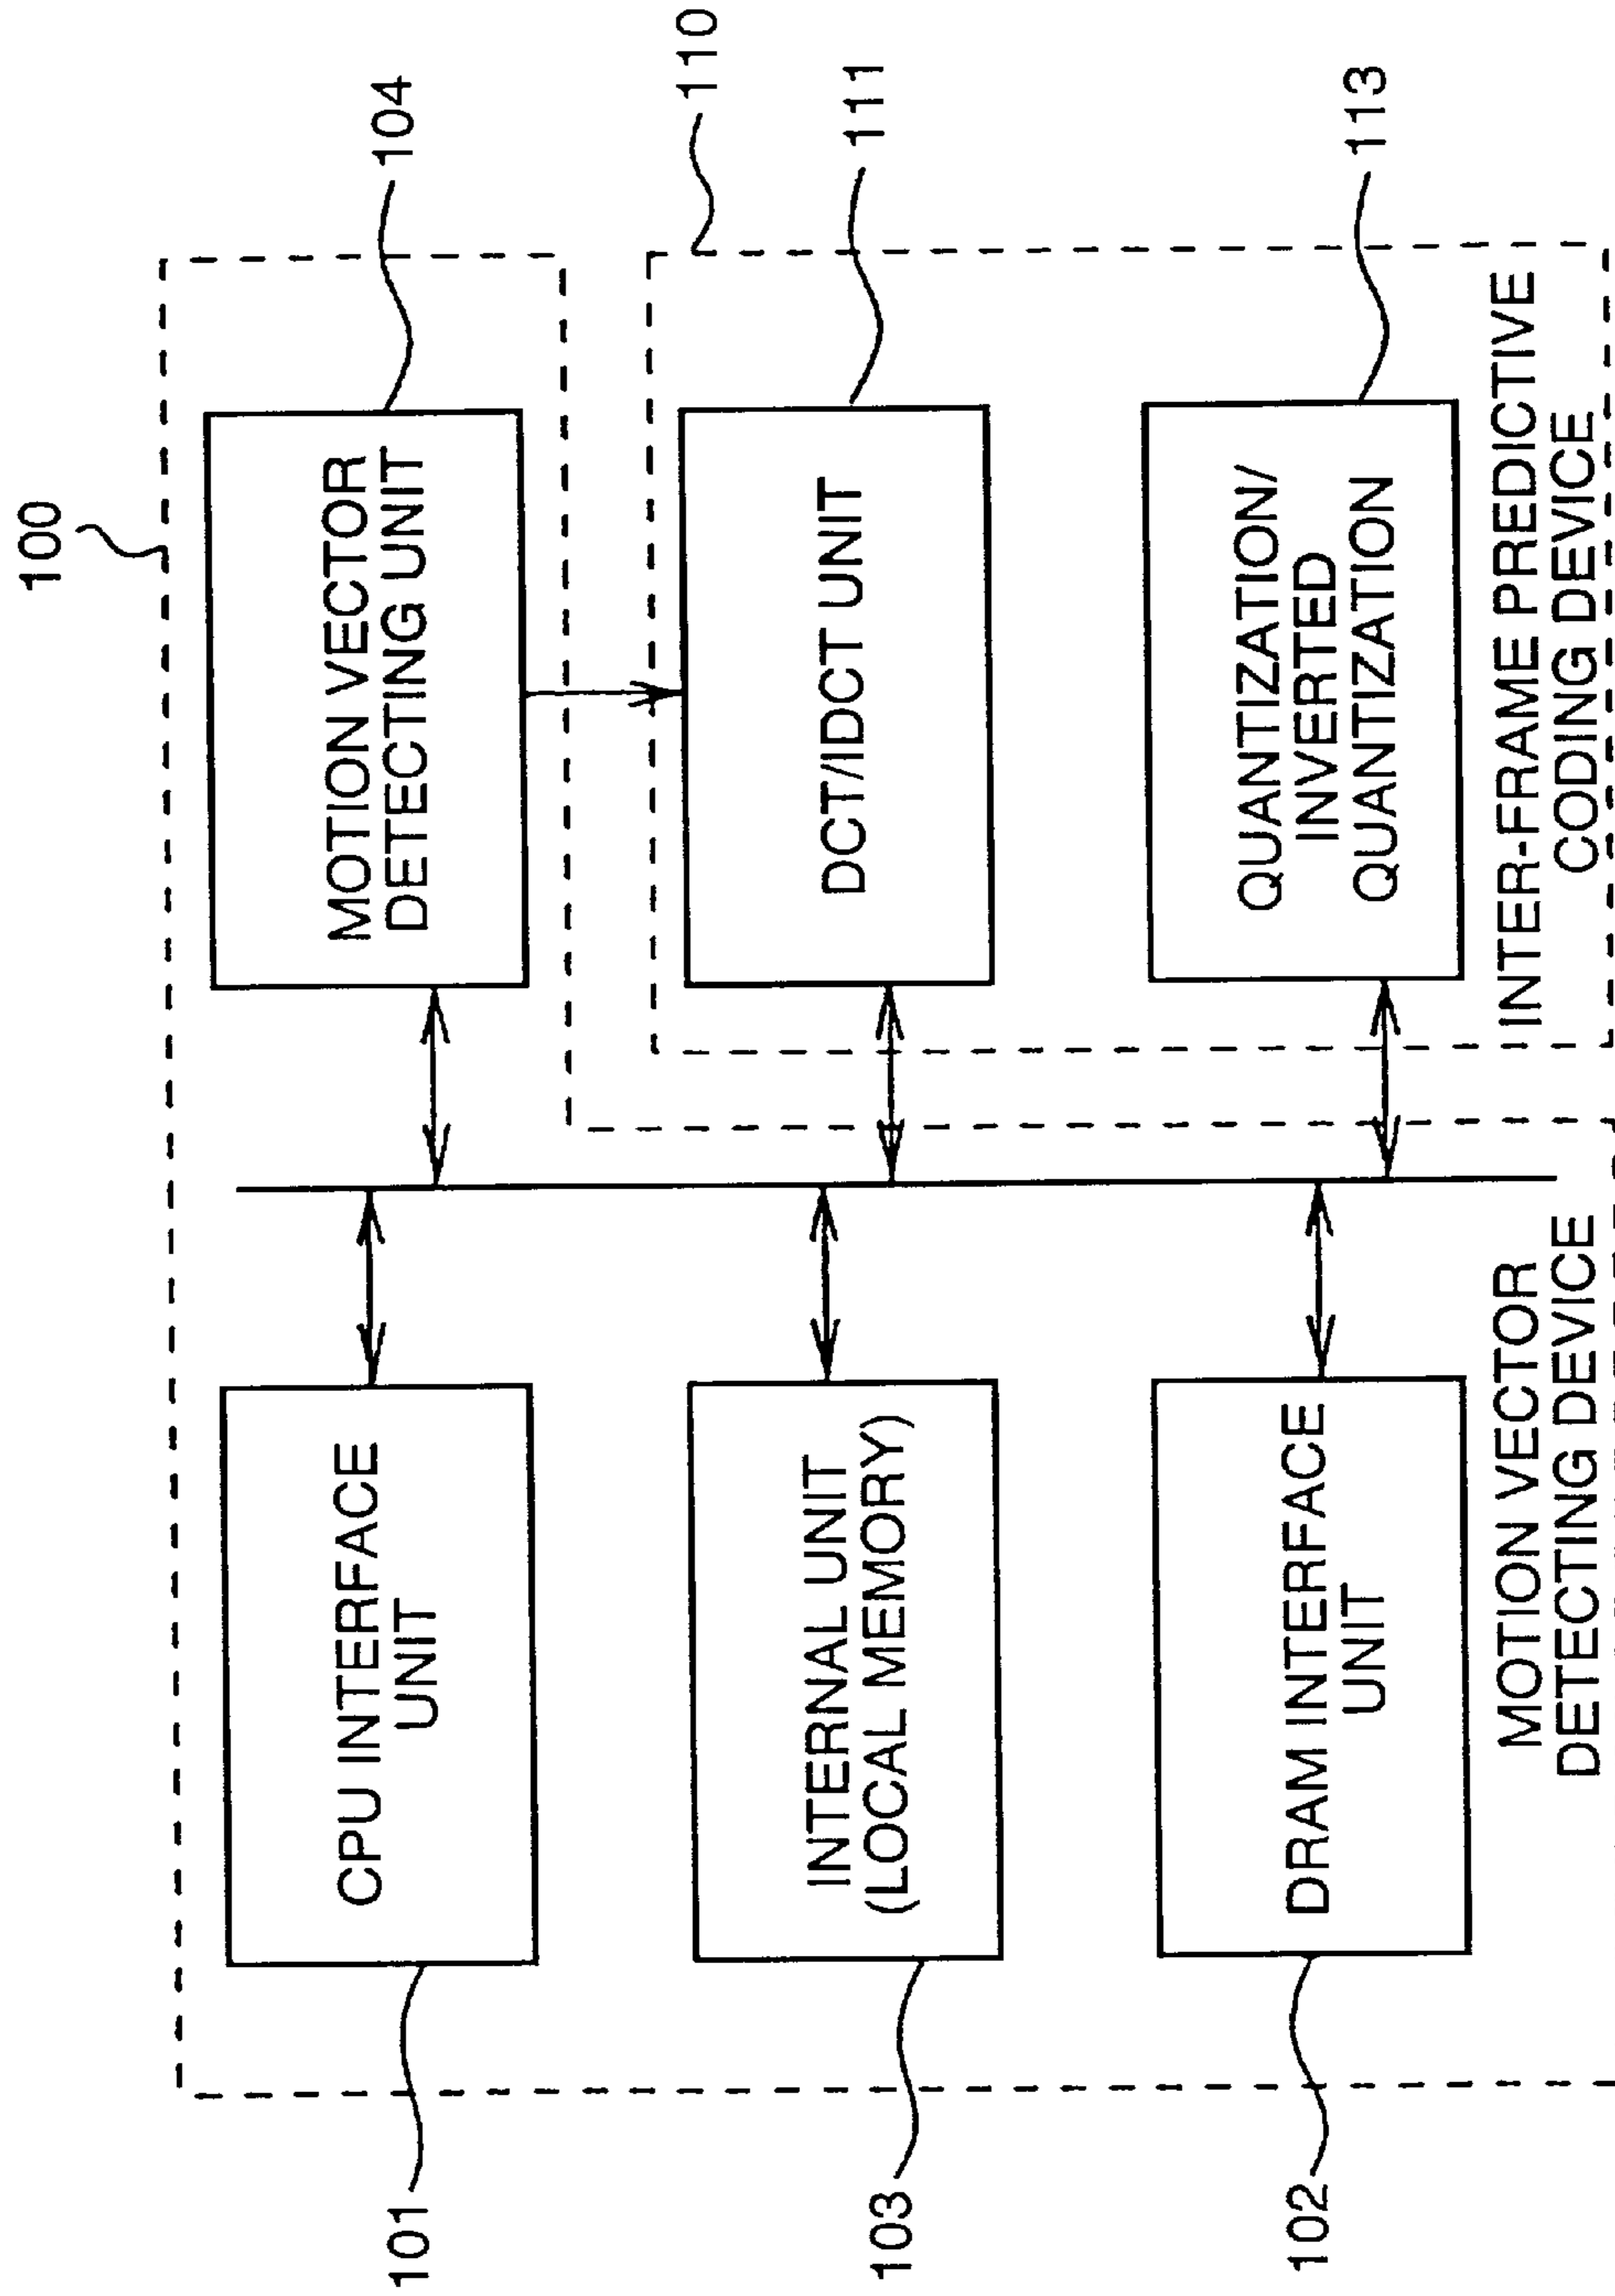 100
MOTION VECTOR
DETECTING UNIT
104
110
CPU INTERFACE
UNIT
101
DCT/IDCT UNIT
111
INTERNAL UNIT
(LOCAL MEMORY)
103
QUANTIZATION/
INVERTED
QUANTIZATION
113
DRAM INTERFACE
UNIT
102
INTER-FRAME PREDICTIVE
CODING DEVICE
MOTION VECTOR
DETECTING DEVICE